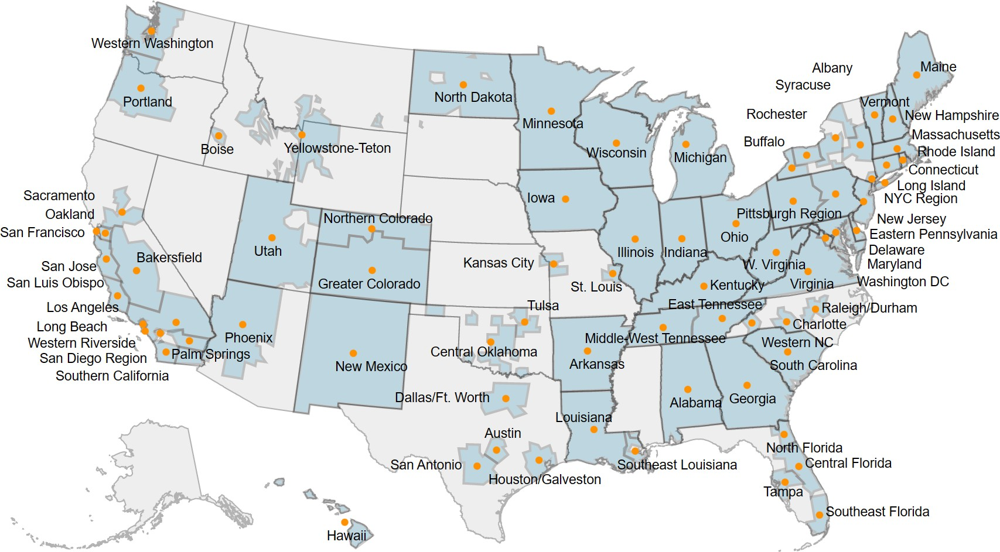 Albany
Maine
Syracuse
Western Washington
North Dakota
Portland
Vermont
Rochester
New Hampshire
Minnesota
Massachusetts
Buffalo
Boise
Yellowstone-Teton
Wisconsin
Michigan
Rhode Island
Connecticut
Long Island
NYC Region
Sacramento
Iowa
Oakland
Pittsburgh Region
Northern Colorado
New Jersey
San Francisco
Eastern Pennsylvania
Ohio
Delaware
Utah
Illinois
Indiana
Bakersfield
Kansas City
W. Virginia
Maryland
San Jose
San Luis Obispo
Greater Colorado
St. Louis
Kentucky
Virginia
Washington DC
Los Angeles
Tulsa
East Tennessee
Raleigh/Durham
Long Beach
Charlotte
Phoenix
Middle-West Tennessee
Western Riverside
Western NC
Palm Springs
Central Oklahoma
San Diego Region
New Mexico
Arkansas
South Carolina
Southern California
Dallas/Ft. Worth
Alabama
Georgia
Louisiana
Austin
North Florida
San Antonio
Southeast Louisiana
Central Florida
Houston/Galveston
Tampa
Southeast Florida
Hawaii